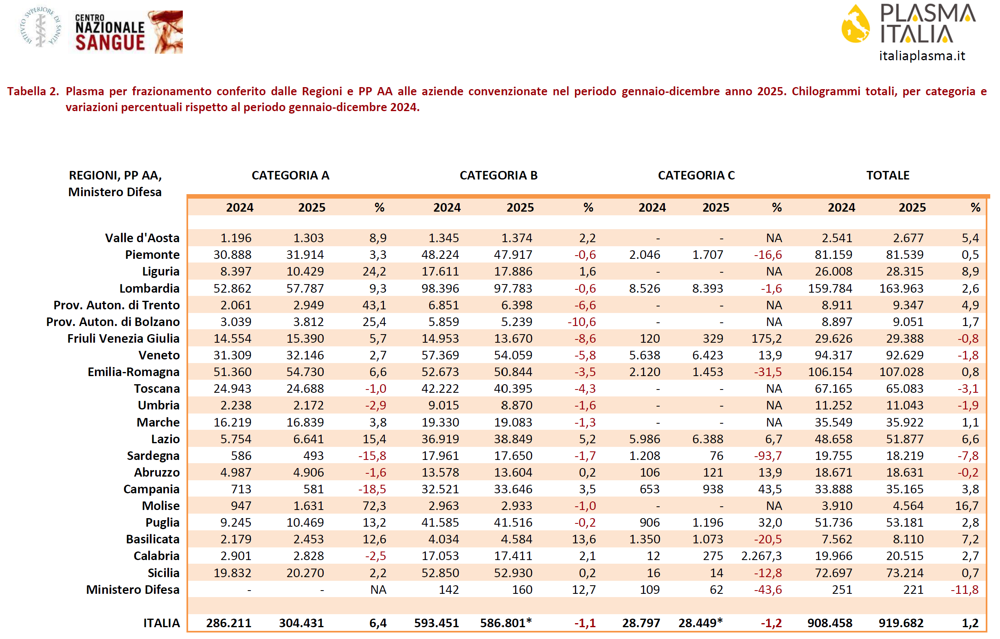 ISTITVTO SVPERIORE DI SANITÀ
CENTRO
NAZIONALE
SANGUE
PLASMA
ITALIA
italiaplasma.it
Tabella 2. Plasma per frazionamento conferito dalle Regioni e PP AA alle aziende convenzionate nel periodo gennaio-dicembre anno 2025. Chilogrammi totali, per categoria e
variazioni percentuali rispetto al periodo gennaio-dicembre 2024.
REGIONI, PP AA, CATEGORIA A CATEGORIA B CATEGORIA C TOTALE
Ministero Difesa
2024 2025 % 2024 2025 % 2024 2025 % 2024 2025 %
Valle d'Aosta 1.196 1.303 8,9 1.345 1.374 2,2 - - NA 2.541 2.677 5,4
Piemonte 30.888 31.914 3,3 48.224 47.917 -0,6 2.046 1.707 -16,6 81.159 81.539 0,5
Liguria 8.397 10.429 24,2 17.611 17.886 1,6 - - NA 26.008 28.315 8,9
Lombardia 52.862 57.787 9,3 98.396 97.783 -0,6 8.526 8.393 -1,6 159.784 163.963 2,6
Prov. Auton. di Trento 2.061 2.949 43,1 6.851 6.398 -6,6 - - NA 8.911 9.347 4,9
Prov. Auton. di Bolzano 3.039 3.812 25,4 5.859 5.239 -10,6 - - NA 8.897 9.051 1,7
Friuli Venezia Giulia 14.554 15.390 5,7 14.953 13.670 -8,6 120 329 175,2 29.626 29.388 -0,8
Veneto 31.309 32.146 2,7 57.369 54.059 -5,8 5.638 6.423 13,9 94.317 92.629 -1,8
Emilia-Romagna 51.360 54.730 6,6 52.673 50.844 -3,5 2.120 1.453 -31,5 106.154 107.028 0,8
Toscana 24.943 24.688 -1,0 42.222 40.395 -4,3 - - NA 67.165 65.083 -3,1
Umbria 2.238 2.172 -2,9 9.015 8.870 -1,6 - - NA 11.252 11.043 -1,9
Marche 16.219 16.839 3,8 19.330 19.083 -1,3 - - NA 35.549 35.922 1,1
Lazio 5.754 6.641 15,4 36.919 38.849 5,2 5.986 6.388 6,7 48.658 51.877 6,6
Sardegna 586 493 -15,8 17.961 17.650 -1,7 1.208 76 -93,7 19.755 18.219 -7,8
Abruzzo 4.987 4.906 -1,6 13.578 13.604 0,2 106 121 13,9 18.671 18.631 -0,2
Campania 713 581 -18,5 32.521 33.646 3,5 653 938 43,5 33.888 35.165 3,8
Molise 947 1.631 72,3 2.963 2.933 -1,0 - - NA 3.910 4.564 16,7
Puglia 9.245 10.469 13,2 41.585 41.516 -0,2 906 1.196 32,0 51.736 53.181 2,8
Basilicata 2.179 2.453 12,6 4.034 4.584 13,6 1.350 1.073 -20,5 7.562 8.110 7,2
Calabria 2.901 2.828 -2,5 17.053 17.411 2,1 12 275 2.267,3 19.966 20.515 2,7
Sicilia 19.832 20.270 2,2 52.850 52.930 0,2 16 14 -12,8 72.697 73.214 0,7
Ministero Difesa - - NA 142 160 12,7 109 62 -43,6 251 221 -11,8
ITALIA 286.211 304.431 6,4 593.451 586.801* -1,1 28.797 28.449* -1,2 908.458 919.682 1,2